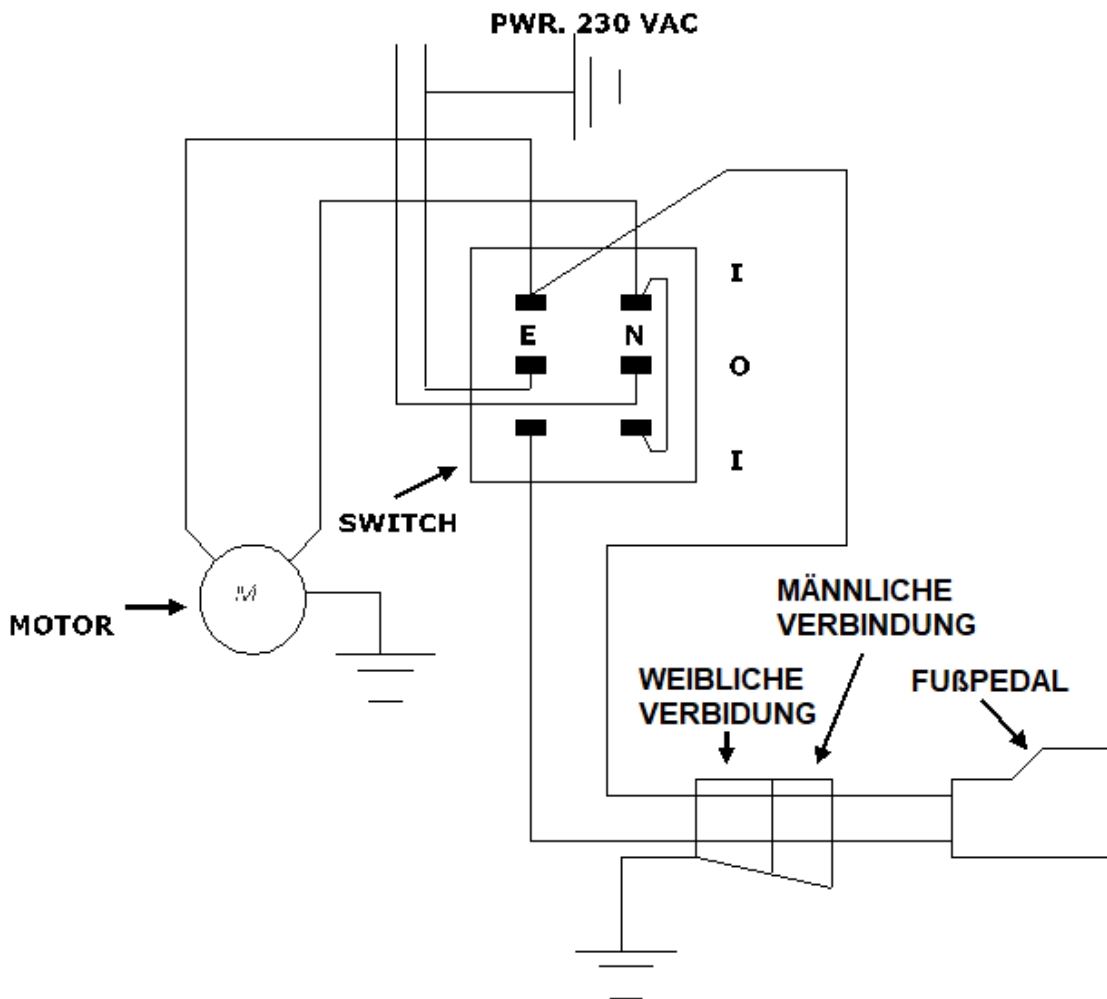 PWR. 230 VAC
I
E
N
O
I
SWITCH
M
MOTOR
MÄNNLICHE
VERBINDUNG
WEIBLICHE
VERBIDUNG
FUßPEDAL